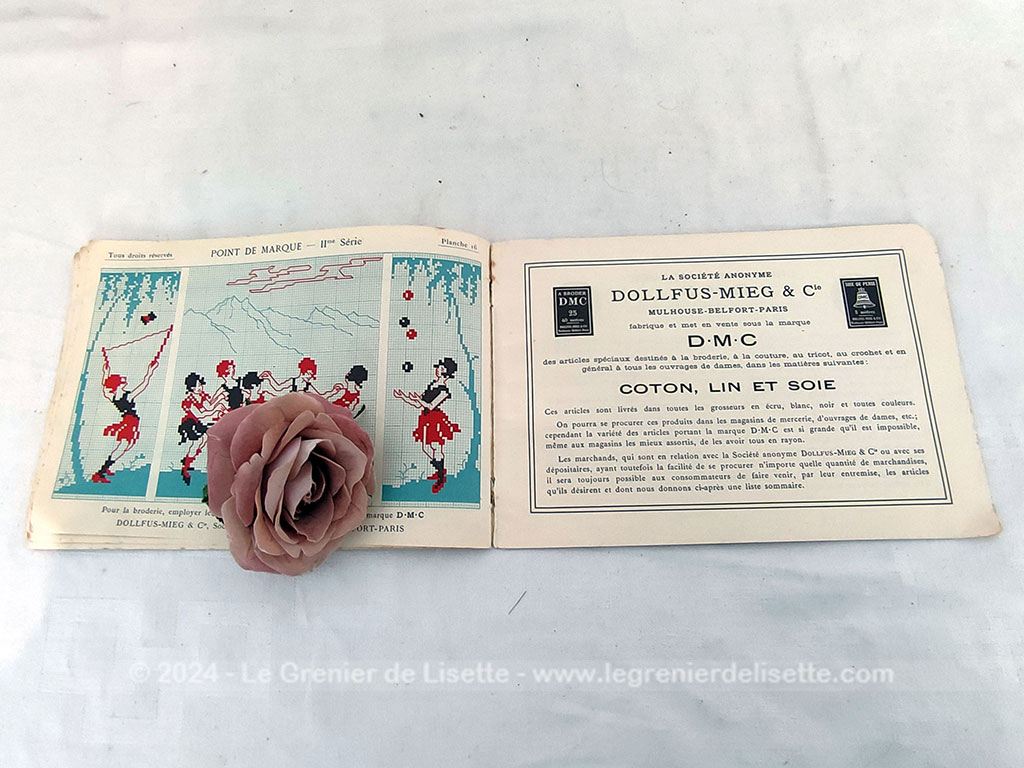 Tous droits réservés
POINT DE MARQUE — IIme Série
Planche 16
Pour la broderie, employer le
marque D·M·C
DOLLFUS-MIEG & Cie, Soc
FORT-PARIS
LA SOCIÉTÉ ANONYME
DOLLFUS-MIEG & Cie
MULHOUSE-BELFORT-PARIS
fabrique et met en vente sous la marque
D·M·C
des articles spéciaux destinés à la broderie, à la couture, au tricot, au crochet et en
général à tous les ouvrages de dames, dans les matières suivantes:
COTON, LIN ET SOIE
Ces articles sont livrés dans toutes les grosseurs en écru, blanc, noir et toutes couleurs.
On pourra se procurer ces produits dans les magasins de mercerie, d'ouvrages de dames, etc.;
cependant la variété des articles portant la marque D·M·C est si grande qu'il est impossible,
même aux magasins les mieux assortis, de les avoir tous en rayon.
Les marchands, qui sont en relation avec la Société anonyme DOLLFUS-MIEG & Cie ou avec ses
dépositaires, ayant toutefois la facilité de se procurer n'importe quelle quantité de marchandises,
il sera toujours possible aux consommateurs de faire venir, par leur entremise, les articles
qu'ils désirent et dont nous donnons ci-après une liste sommaire.
A BRODER
DMC
25
© 2024 - Le Grenier de Lisette - www.legrenierdelisette.com